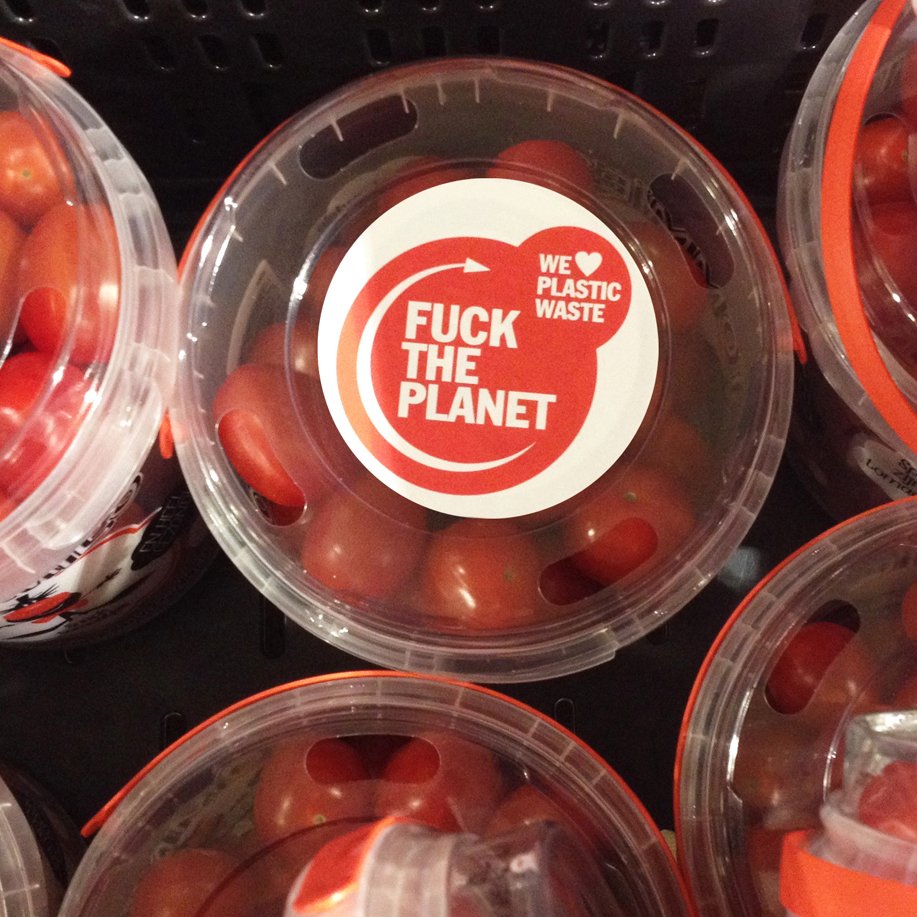 WE ♥
PLASTIC
WASTE
FUCK
THE
PLANET